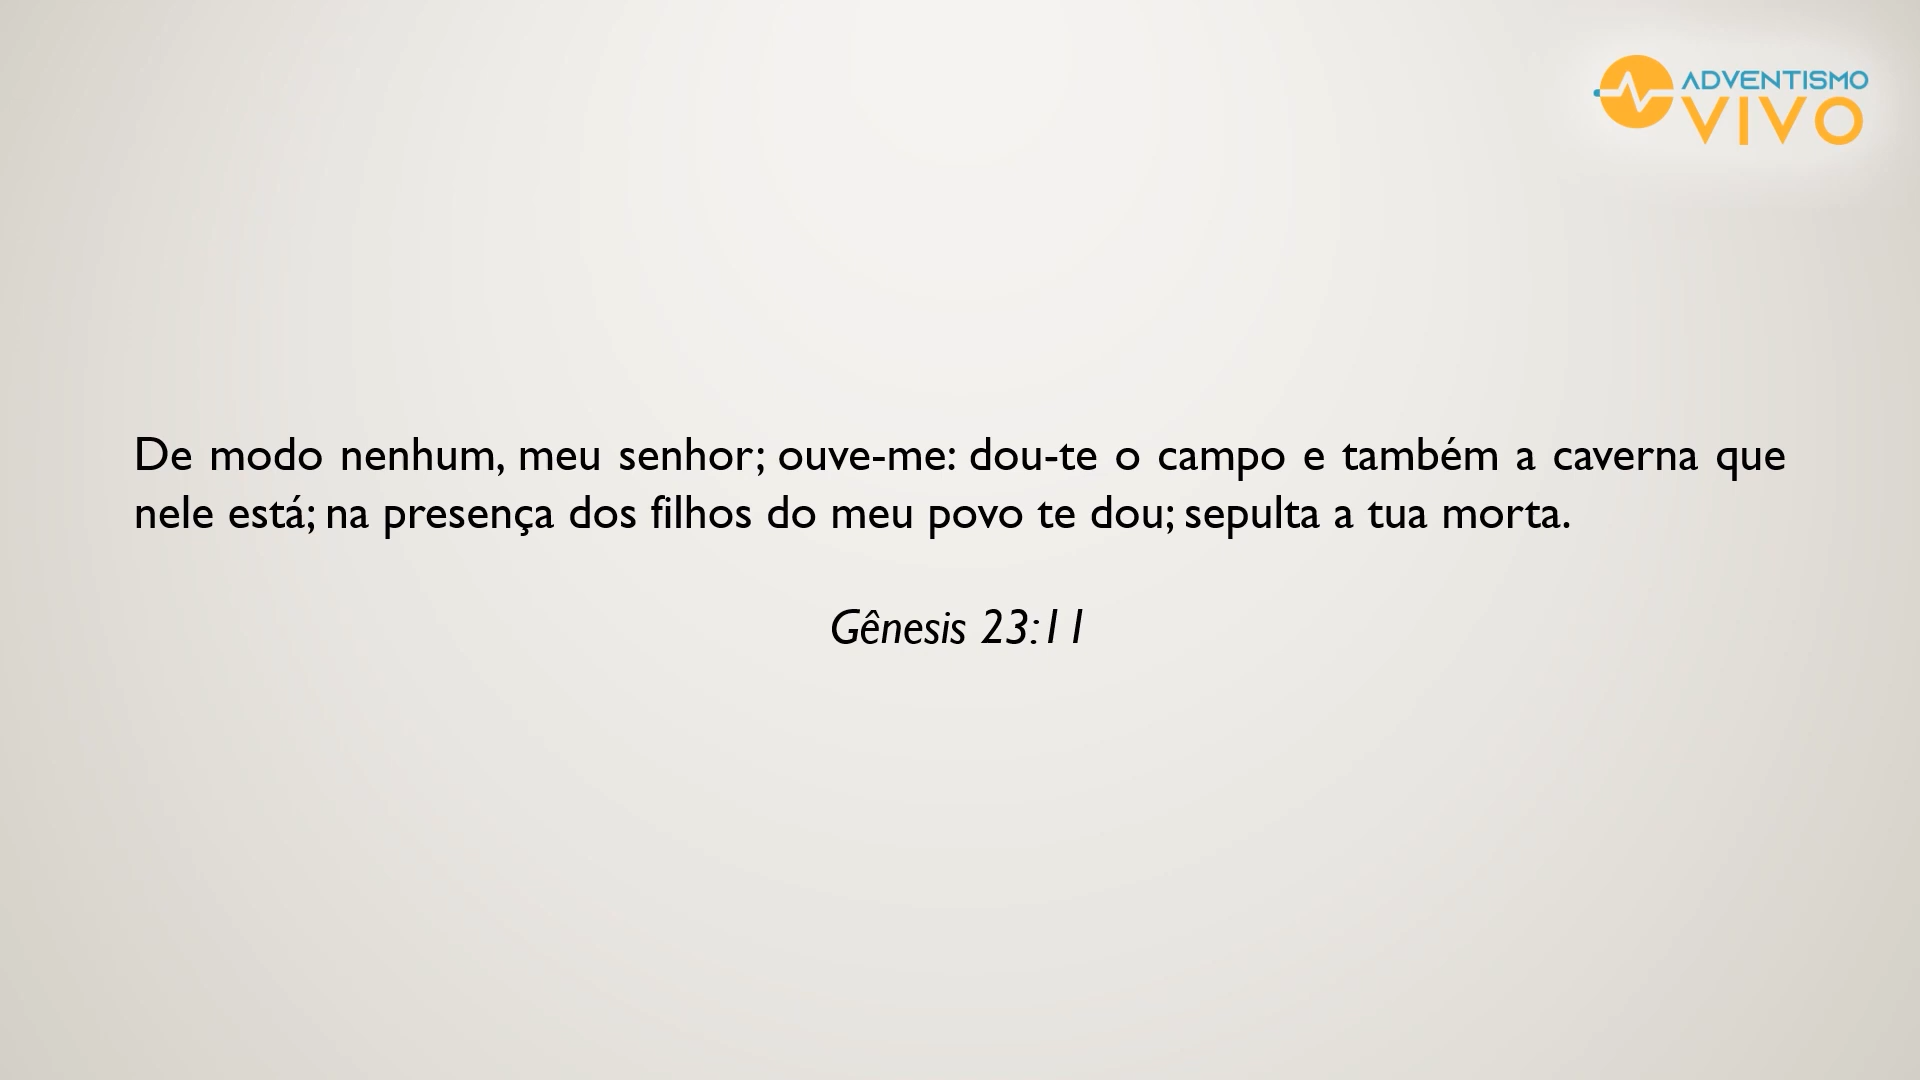 ADVENTISMO
VIVO
De modo nenhum, meu senhor; ouve-me: dou-te o campo e também a caverna que
nele está; na presença dos filhos do meu povo te dou; sepulta a tua morta.
Gênesis 23:11